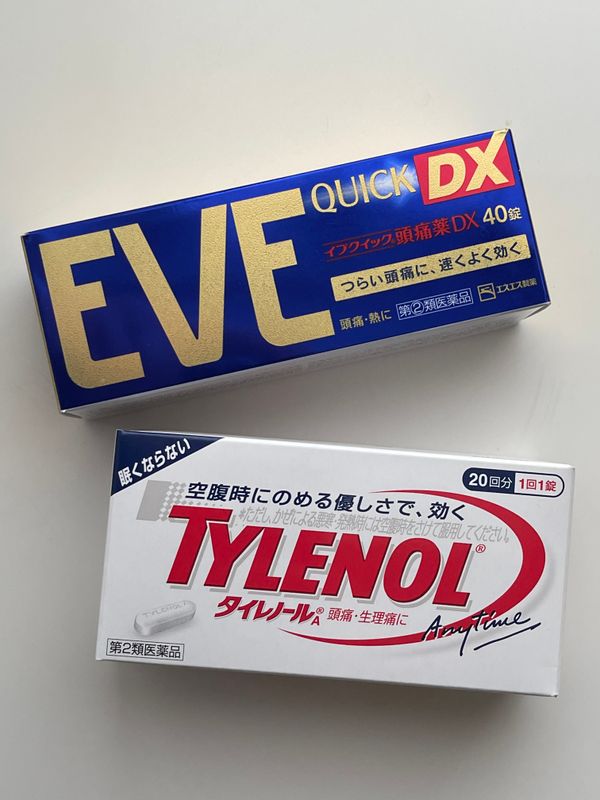 EVE QUICK DX
イブクイック頭痛薬DX 40錠
つらい頭痛に、速くよく効く
頭痛・熱に 指定第②類医薬品 エスエス製薬
眠くならない
20回分 1回1錠
空腹時にのめる優しさで、効く
*ただし、かぜによる悪寒・発熱時には空腹時をさけて服用してください。
TYLENOL®
タイレノール®A 頭痛・生理痛に
Anytime
TYLENOL
第2類医薬品